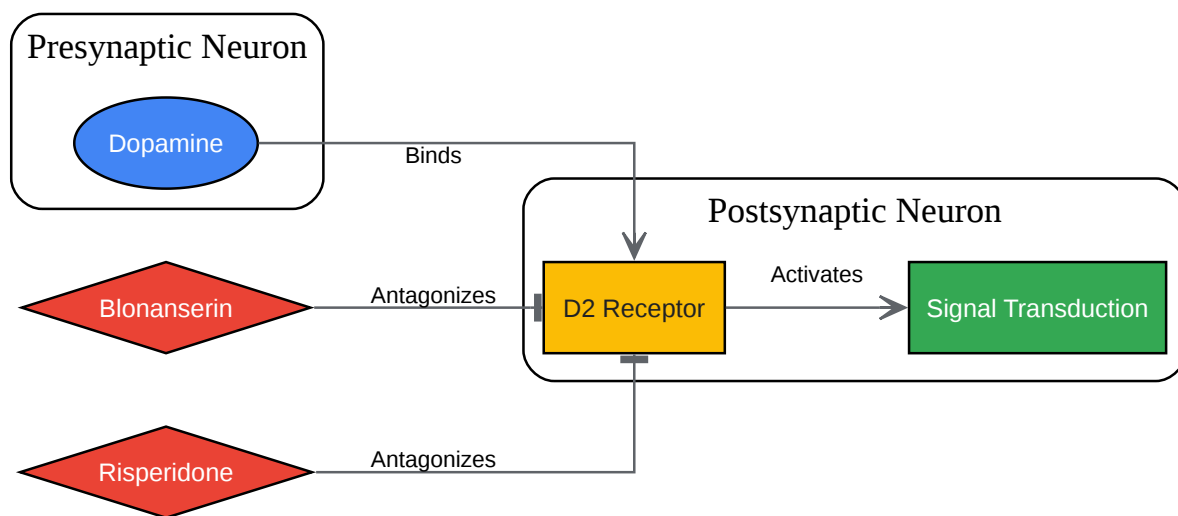 Presynaptic Neuron
Dopamine
Binds
Postsynaptic Neuron
Blonanserin
Antagonizes
D2 Receptor
Activates
Signal Transduction
Risperidone
Antagonizes